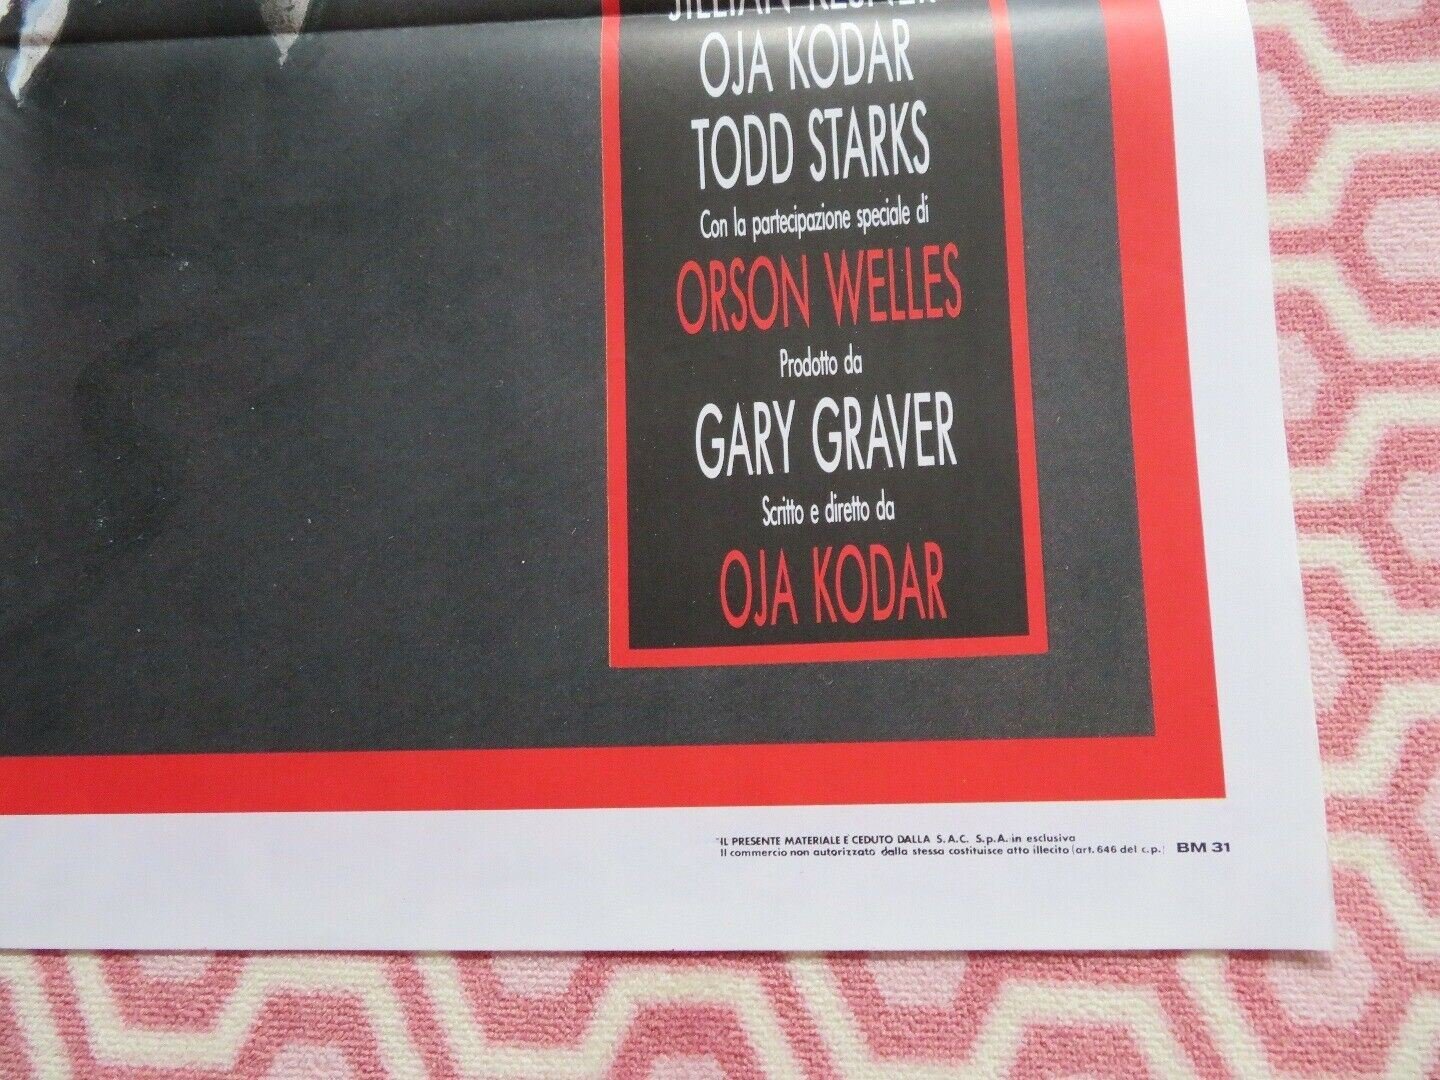 JILLIAN KESNER
OJA KODAR
TODD STARKS
Con la partecipazione speciale di
ORSON WELLES
Prodotto da
GARY GRAVER
Scritto e diretto da
OJA KODAR
"IL PRESENTE MATERIALE E' CEDUTO DALLA S.A.C. S.p.A. in esclusiva
Il commercio non autorizzato dalla stessa costituisce atto illecito (art. 646 del c.p.) BM 31